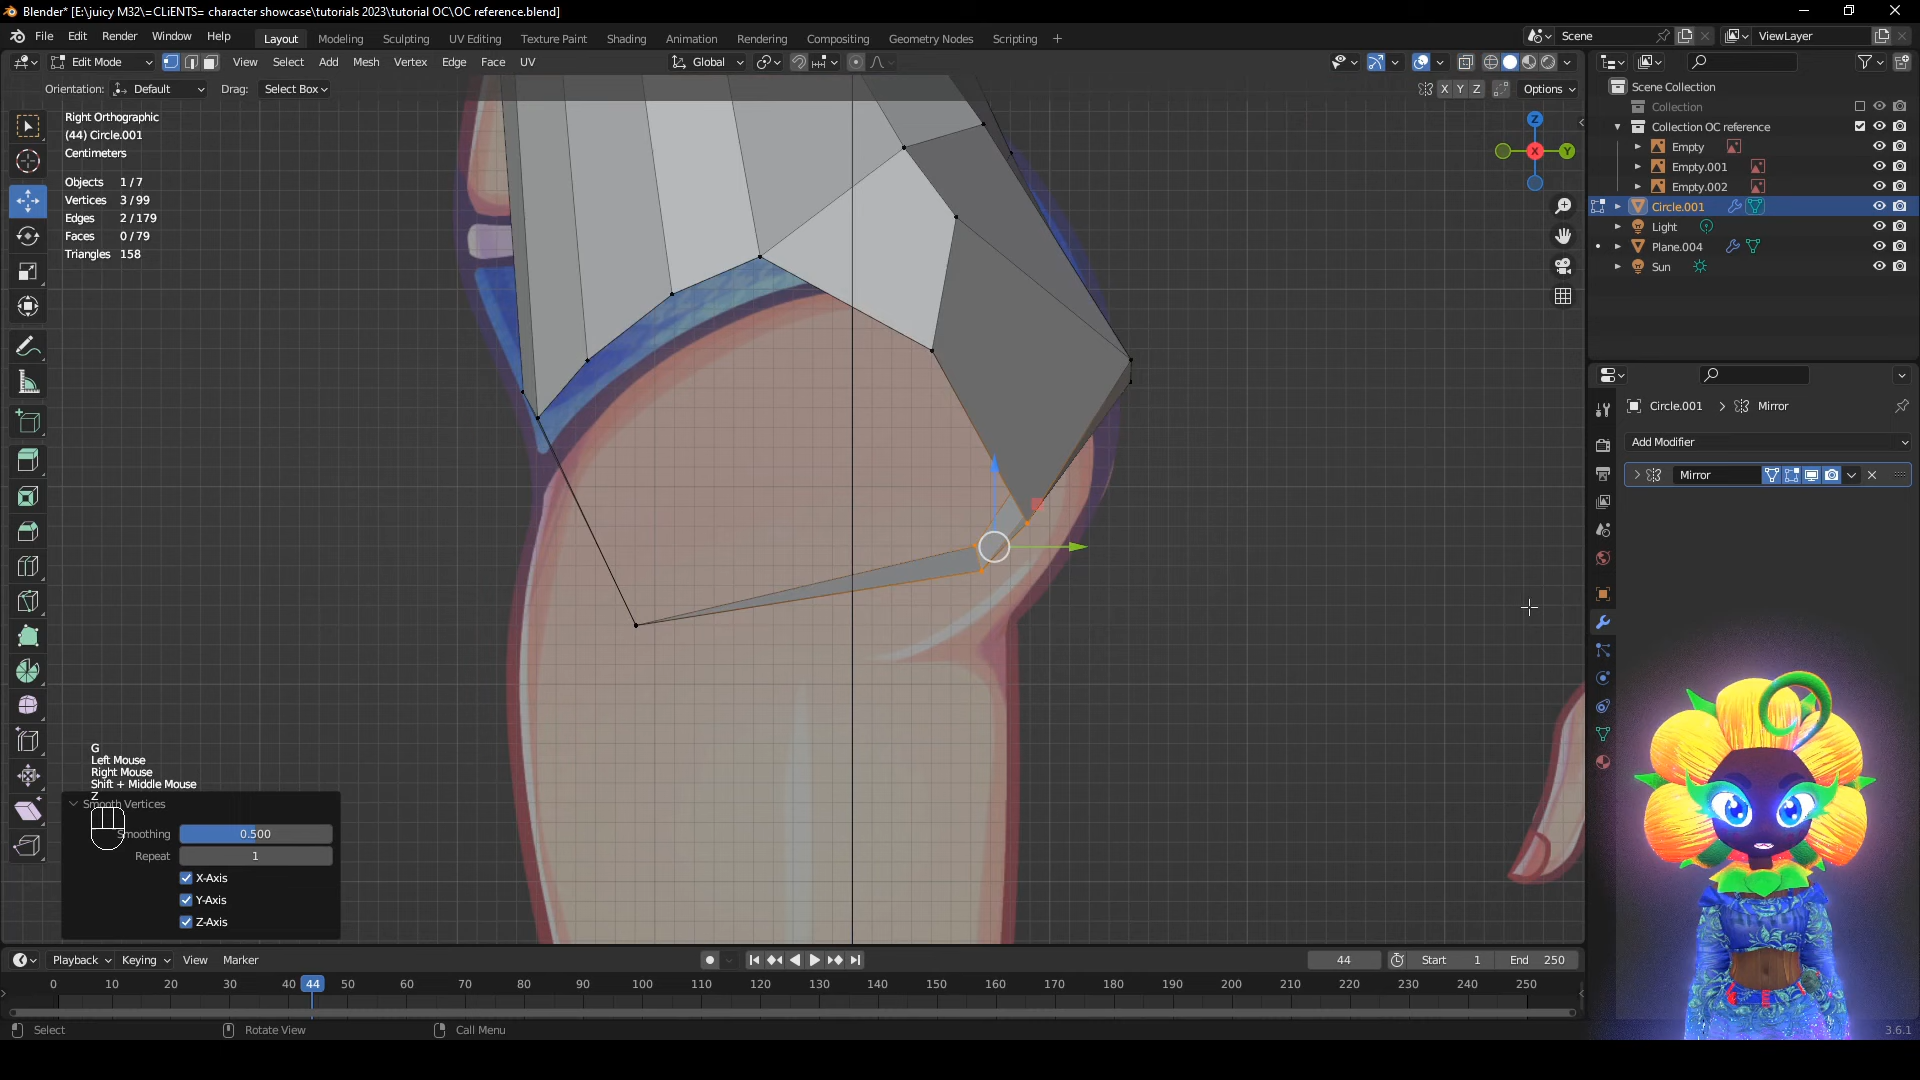 Blender* [E:\juicy M32\=CLiENTS= character showcase\tutorials 2023\tutorial OC\OC reference.blend]
File Edit Render Window Help Layout Modeling Sculpting UV Editing Texture Paint Shading Animation Rendering Compositing Geometry Nodes Scripting + Scene ViewLayer
Edit Mode View Select Add Mesh Vertex Edge Face UV Global
Orientation: Default Drag: Select Box X Y Z Options
Right Orthographic
(44) Circle.001
Centimeters
Objects 1/7
Vertices 3/99
Edges 2/179
Faces 0/79
Triangles 158
Z
X
Y
Scene Collection
Collection
Collection OC reference
Empty
Empty.001
Empty.002
Circle.001
Light
Plane.004
Sun
Circle.001 > Mirror
Add Modifier
Mirror
G
Left Mouse
Right Mouse
Shift + Middle Mouse
Z
Smooth Vertices
Smoothing 0.500
Repeat 1
X-Axis
Y-Axis
Z-Axis
Playback Keying View Marker 44 Start 1 End 250
0 10 20 30 40 44 50 60 70 80 90 100 110 120 130 140 150 160 170 180 190 200 210 220 230 240 250
Select Rotate View Call Menu 3.6.1